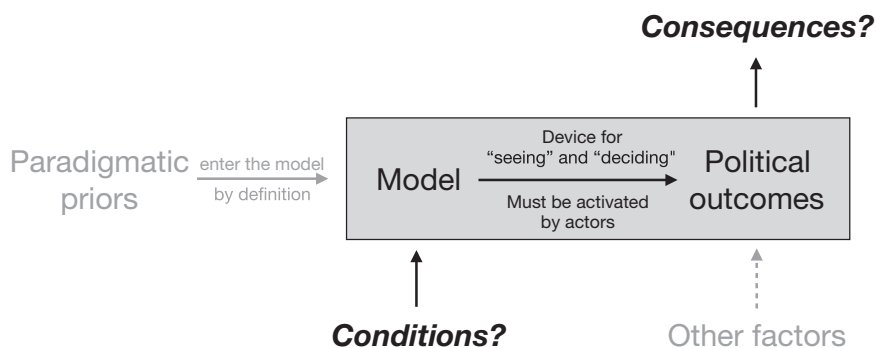 Consequences?
Paradigmatic
priors
enter the model
by definition
Model
Device for
“seeing” and “deciding"
Must be activated
by actors
Political
outcomes
Conditions?
Other factors